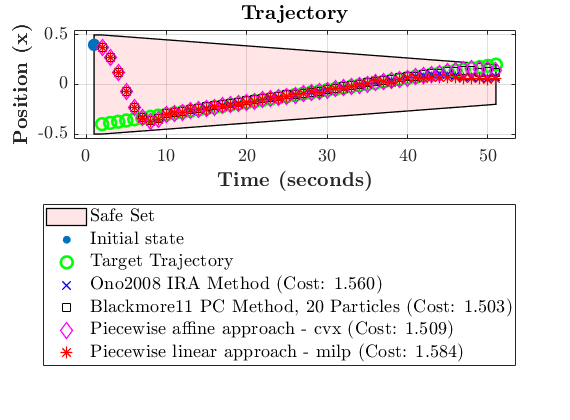 Trajectory
0.5
0
-0.5
Position (x)
0 10 20 30 40 50
Time (seconds)
Safe Set
Initial state
Target Trajectory
Ono2008 IRA Method (Cost: 1.560)
Blackmore11 PC Method, 20 Particles (Cost: 1.503)
Piecewise affine approach - cvx (Cost: 1.509)
Piecewise linear approach - milp (Cost: 1.584)